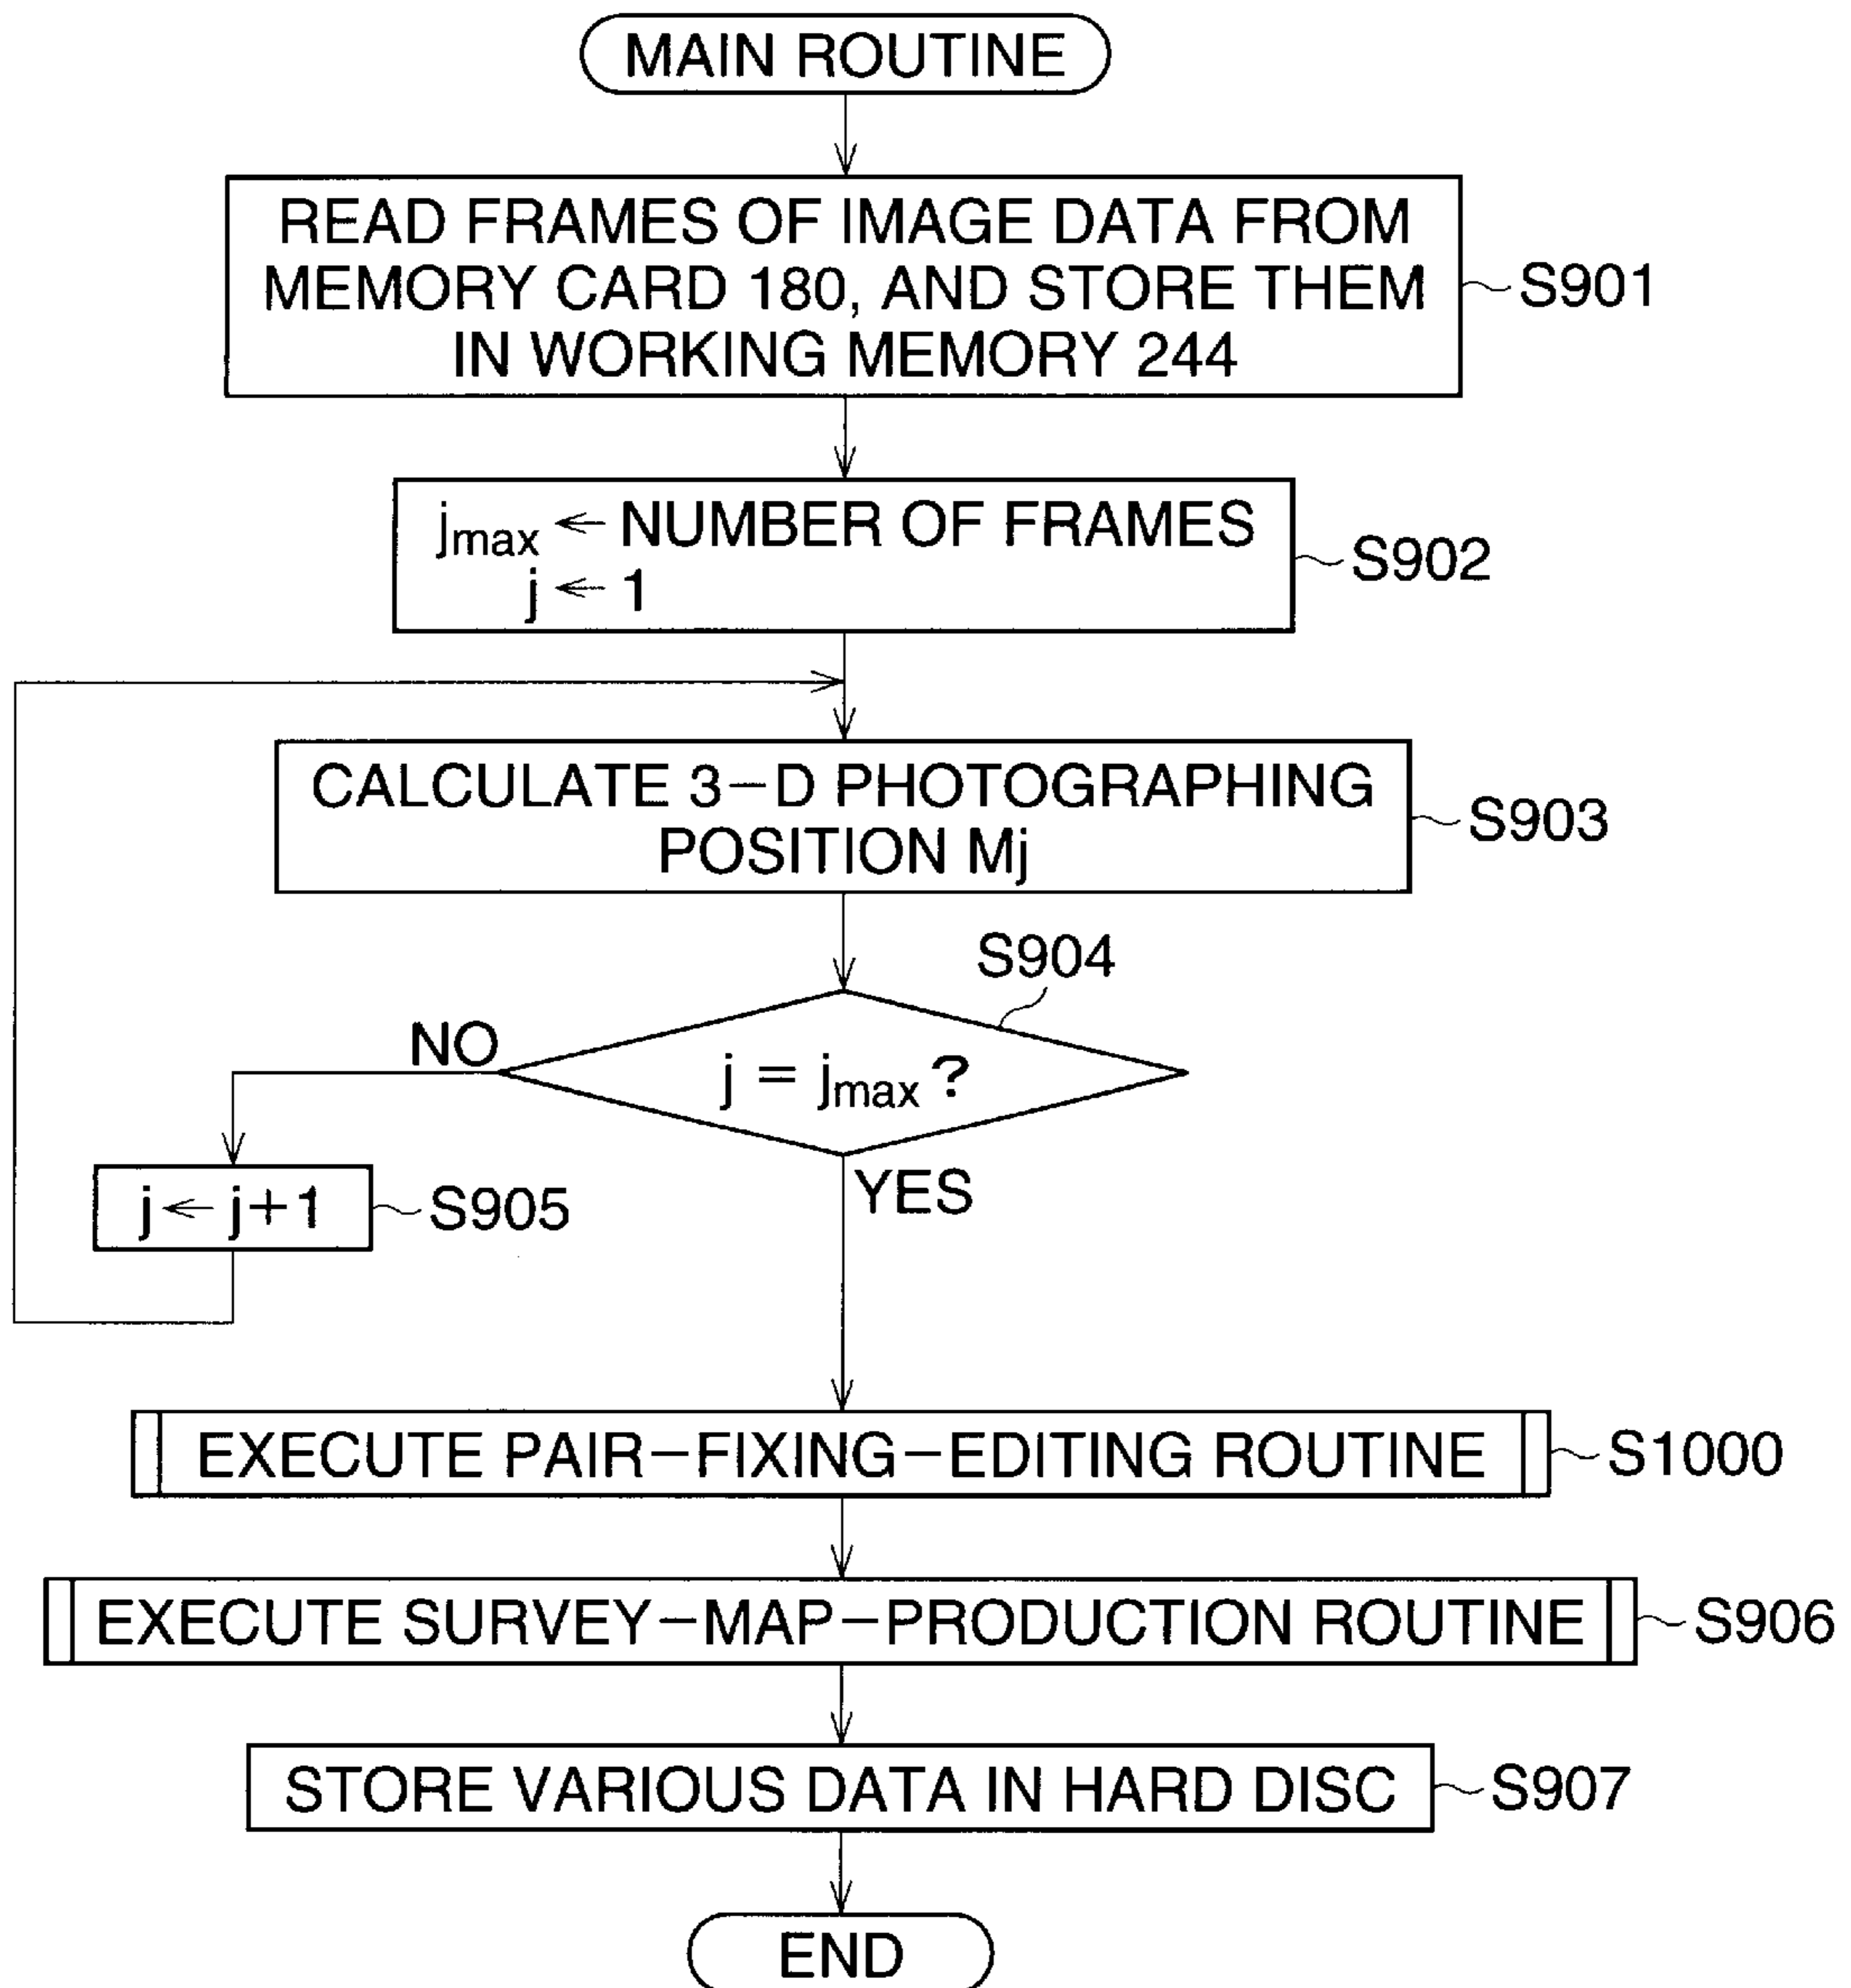 MAIN ROUTINE
READ FRAMES OF IMAGE DATA FROM
MEMORY CARD 180, AND STORE THEM
IN WORKING MEMORY 244
S901
jmax ← NUMBER OF FRAMES
j ← 1
S902
CALCULATE 3-D PHOTOGRAPHING
POSITION Mj
S903
S904
NO
j = jmax ?
YES
j ← j+1
S905
EXECUTE PAIR-FIXING-EDITING ROUTINE
S1000
EXECUTE SURVEY-MAP-PRODUCTION ROUTINE
S906
STORE VARIOUS DATA IN HARD DISC
S907
END